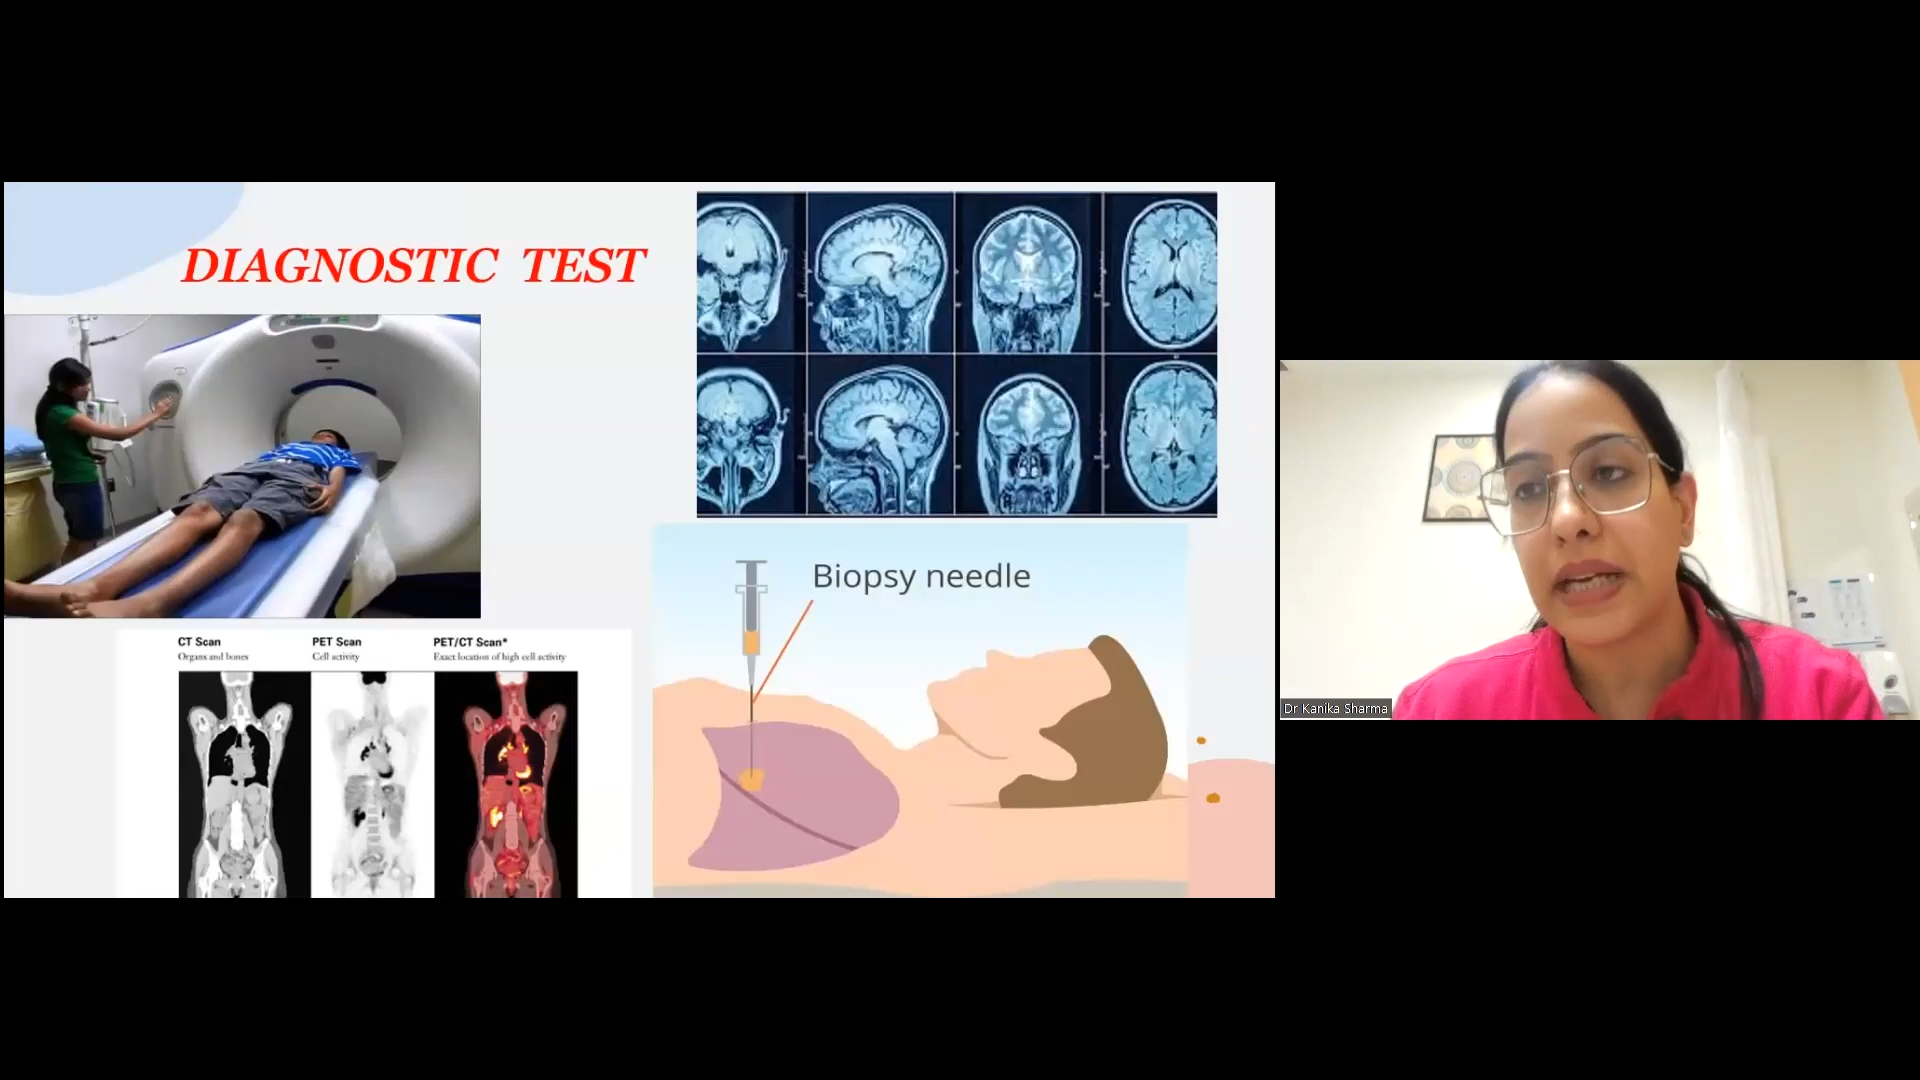 DIAGNOSTIC TEST
Biopsy needle
CT Scan
Organs and bones
PET Scan
Cell activity
PET/CT Scan*
Exact location of high cell activity
Dr Kanika Sharma